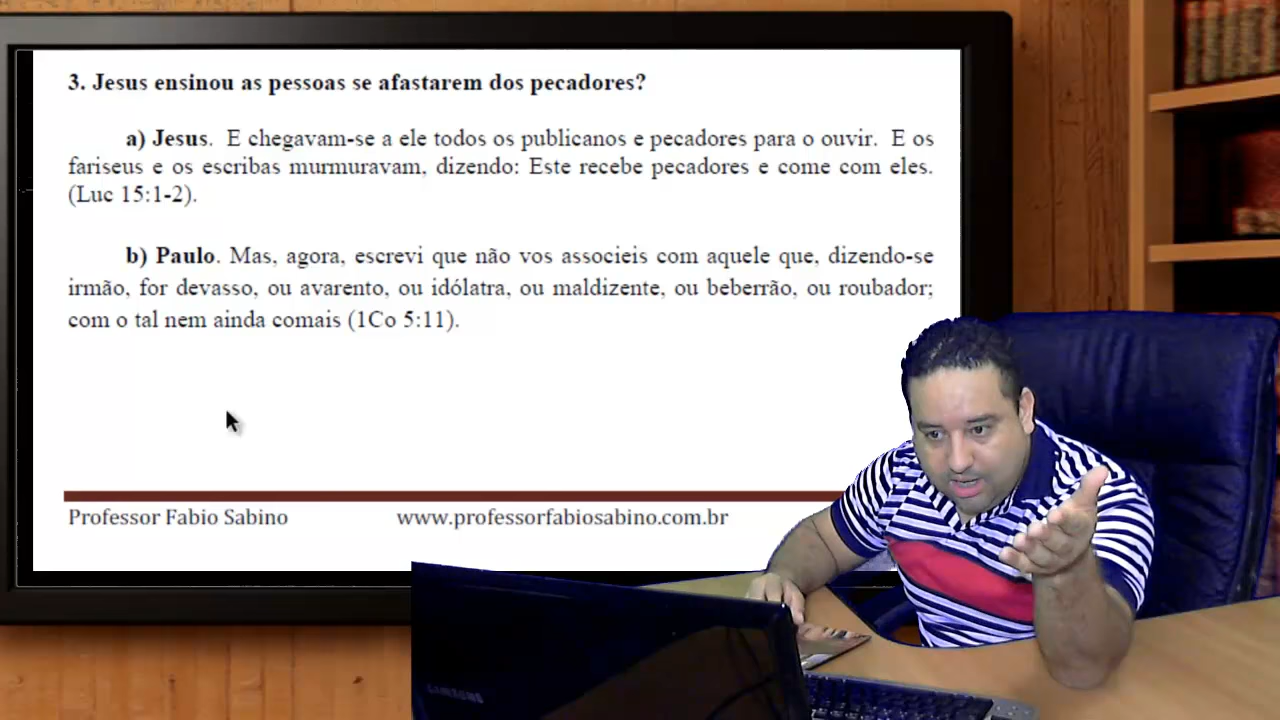 3. Jesus ensinou as pessoas se afastarem dos pecadores?
a) Jesus. E chegavam-se a ele todos os publicanos e pecadores para o ouvir. E os
fariseus e os escribas murmuravam, dizendo: Este recebe pecadores e come com eles.
(Luc 15:1-2).
b) Paulo. Mas, agora, escrevi que não vos associeis com aquele que, dizendo-se
irmão, for devasso, ou avarento, ou idólatra, ou maldizente, ou beberrão, ou roubador;
com o tal nem ainda comais (1Co 5:11).
Professor Fabio Sabino www.professorfabiosabino.com.br
SAMSUNG